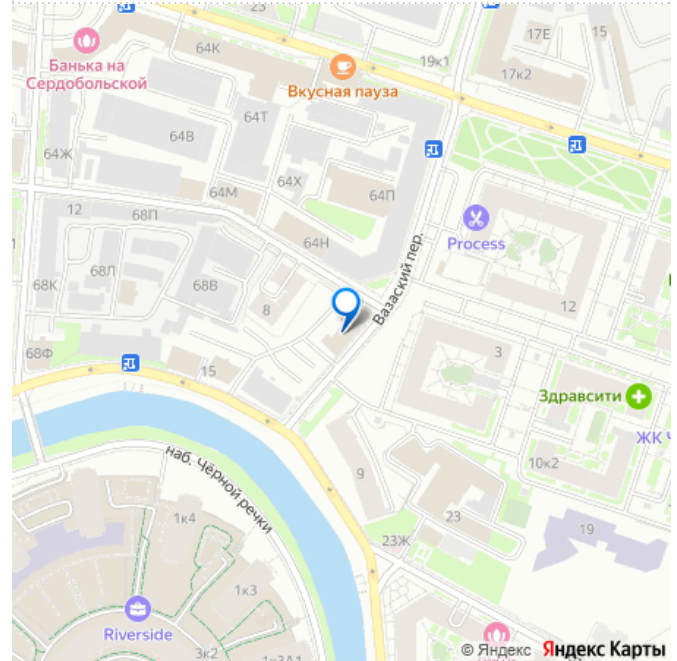 23
17Е
64К
19к1
Банька на
Сердобольской
17к2
Вкусная пауза
64Т
64В
64Ж
64Х
64М
64П
12
68П
Process
64Н
Вазаский пер.
68Л
68К
68В
8
12
3
68Ф
15
Здравсити
ЖК Ч
наб. Чёрной речки
9
10к2
1к4
23
19
23Ж
1к3
Riverside
3к2
1к3А1
© Яндекс Яндекс Карты